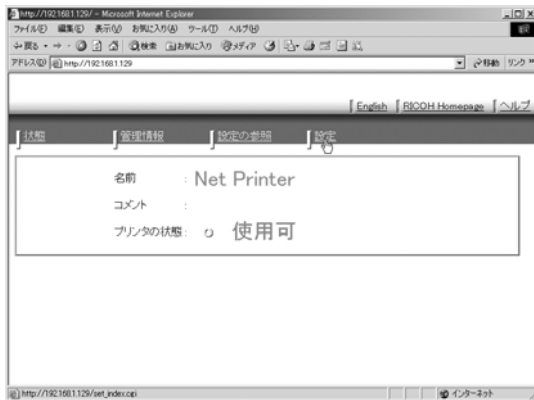 http://192.168.1.129/ - Microsoft Internet Explorer
ファイル(F) 編集(E) 表示(V) お気に入り(A) ツール(T) ヘルプ(H)
戻る 検索 お気に入り メディア
アドレス(D) http://192.168.1.129 移動 リンク »
English RICOH Homepage ヘルプ
状態 管理情報 設定の参照 設定
名前 : Net Printer
コメント :
プリンタの状態 : 使用可
http://192.168.1.129/set_index.cgi インターネット